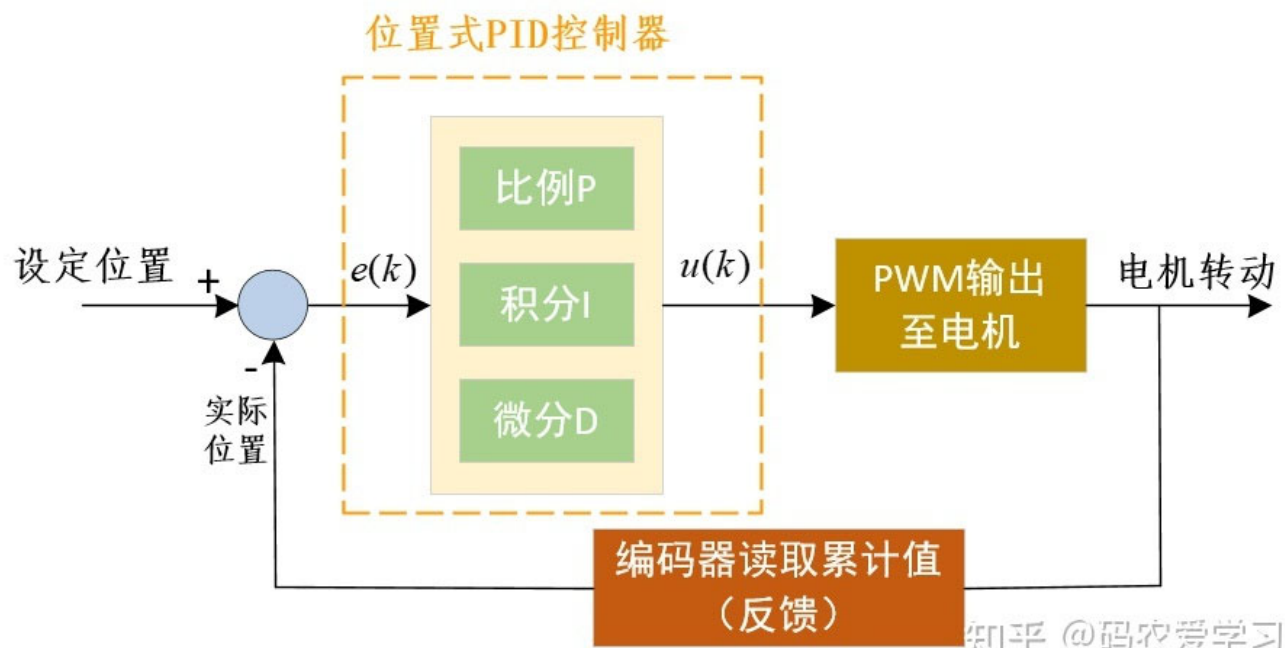 位置式PID控制器
比例P
设定位置
+
e(k)
积分I
u(k)
PWM输出
至电机
电机转动
-
实际
位置
微分D
编码器读取累计值
（反馈）
知乎 @码农爱学习